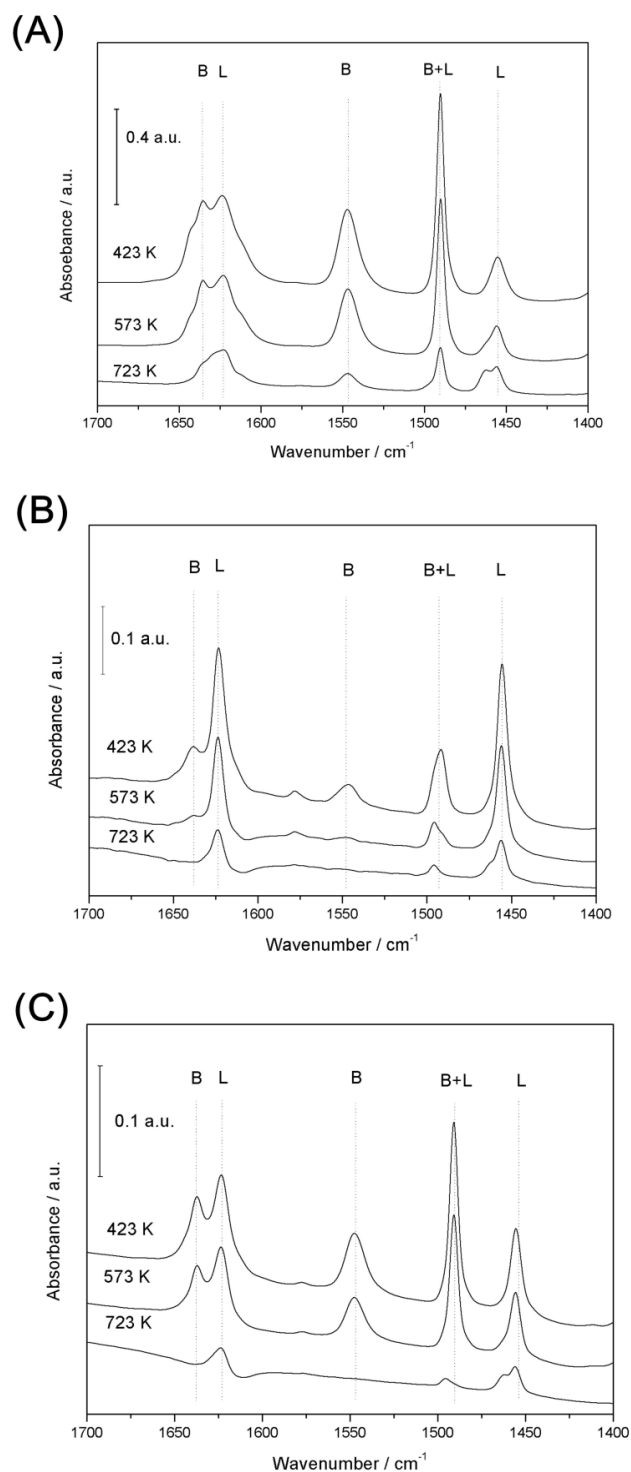 (A)
B L B B+L L
0.4 a.u.
423 K
573 K
723 K
Absoebance / a.u.
1700 1650 1600 1550 1500 1450 1400
Wavenumber / cm-1
(B)
B L B B+L L
0.1 a.u.
423 K
573 K
723 K
Absorbance / a.u.
1700 1650 1600 1550 1500 1450 1400
Wavenumber / cm-1
(C)
B L B B+L L
0.1 a.u.
423 K
573 K
723 K
Absorbance / a.u.
1700 1650 1600 1550 1500 1450 1400
Wavenumber / cm-1